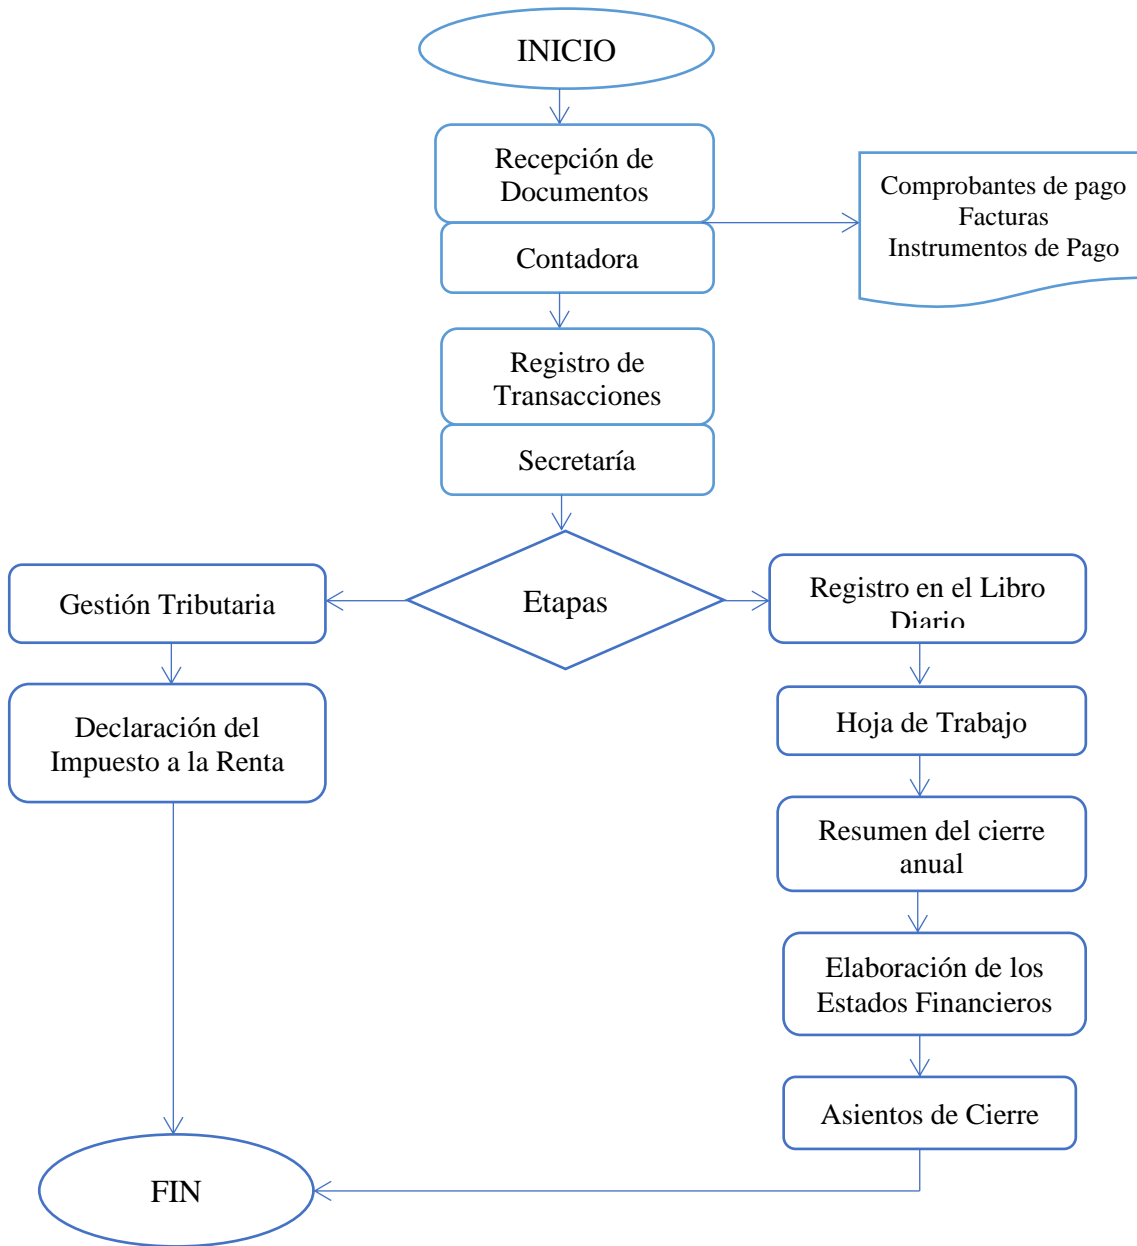 INICIO
Recepción de
Documentos
Contadora
Comprobantes de pago
Facturas
Instrumentos de Pago
Registro de
Transacciones
Secretaría
Etapas
Gestión Tributaria
Declaración del
Impuesto a la Renta
Registro en el Libro
Diario
Hoja de Trabajo
Resumen del cierre
anual
Elaboración de los
Estados Financieros
Asientos de Cierre
FIN